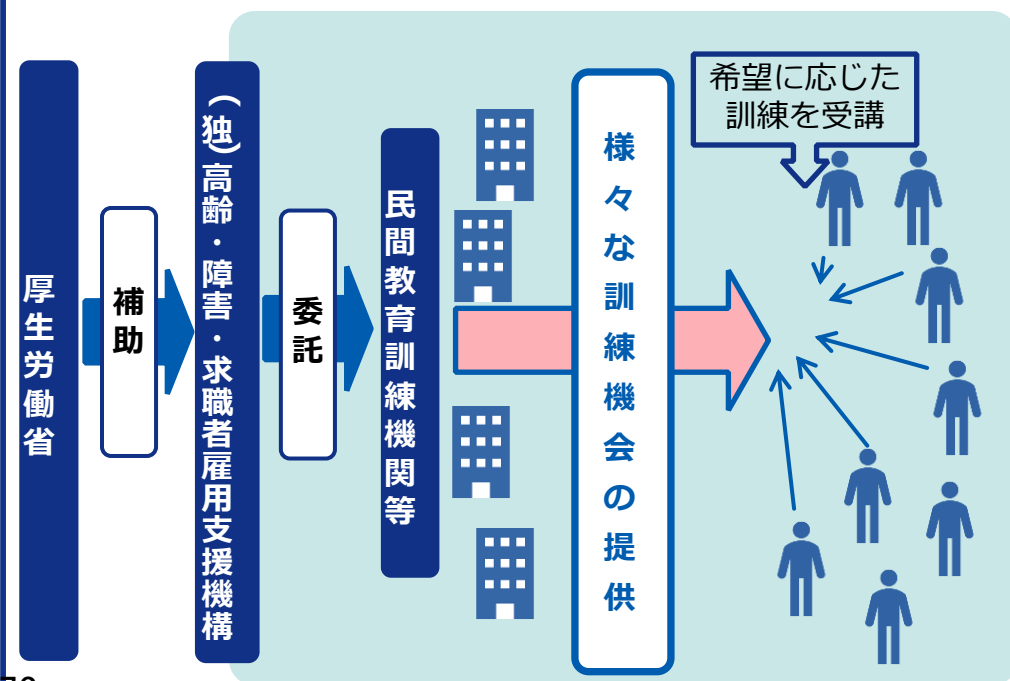 厚生労働省
補助
(独)高齢・障害・求職者雇用支援機構
委託
民間教育訓練機関等
様々な訓練機会の提供
希望に応じた
訓練を受講